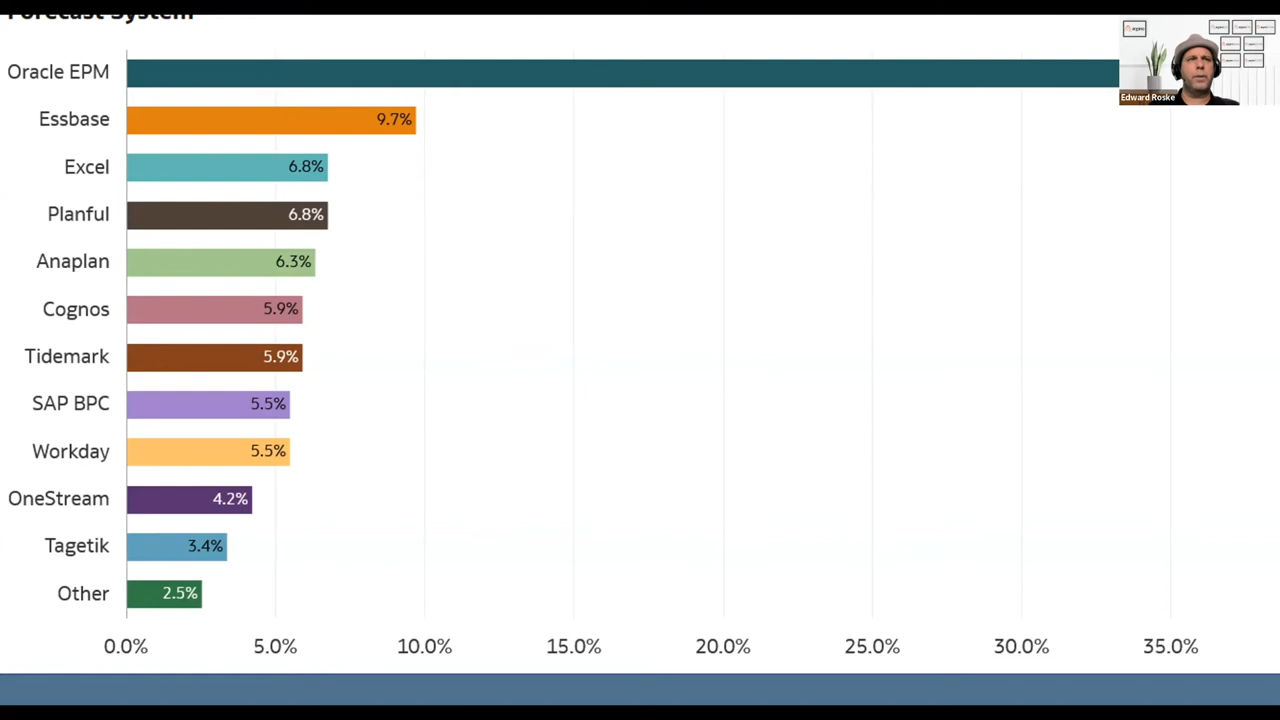 Forecast System
Oracle EPM
Edward Roske
Essbase 9.7%
Excel 6.8%
Planful 6.8%
Anaplan 6.3%
Cognos 5.9%
Tidemark 5.9%
SAP BPC 5.5%
Workday 5.5%
OneStream 4.2%
Tagetik 3.4%
Other 2.5%
0.0% 5.0% 10.0% 15.0% 20.0% 25.0% 30.0% 35.0%